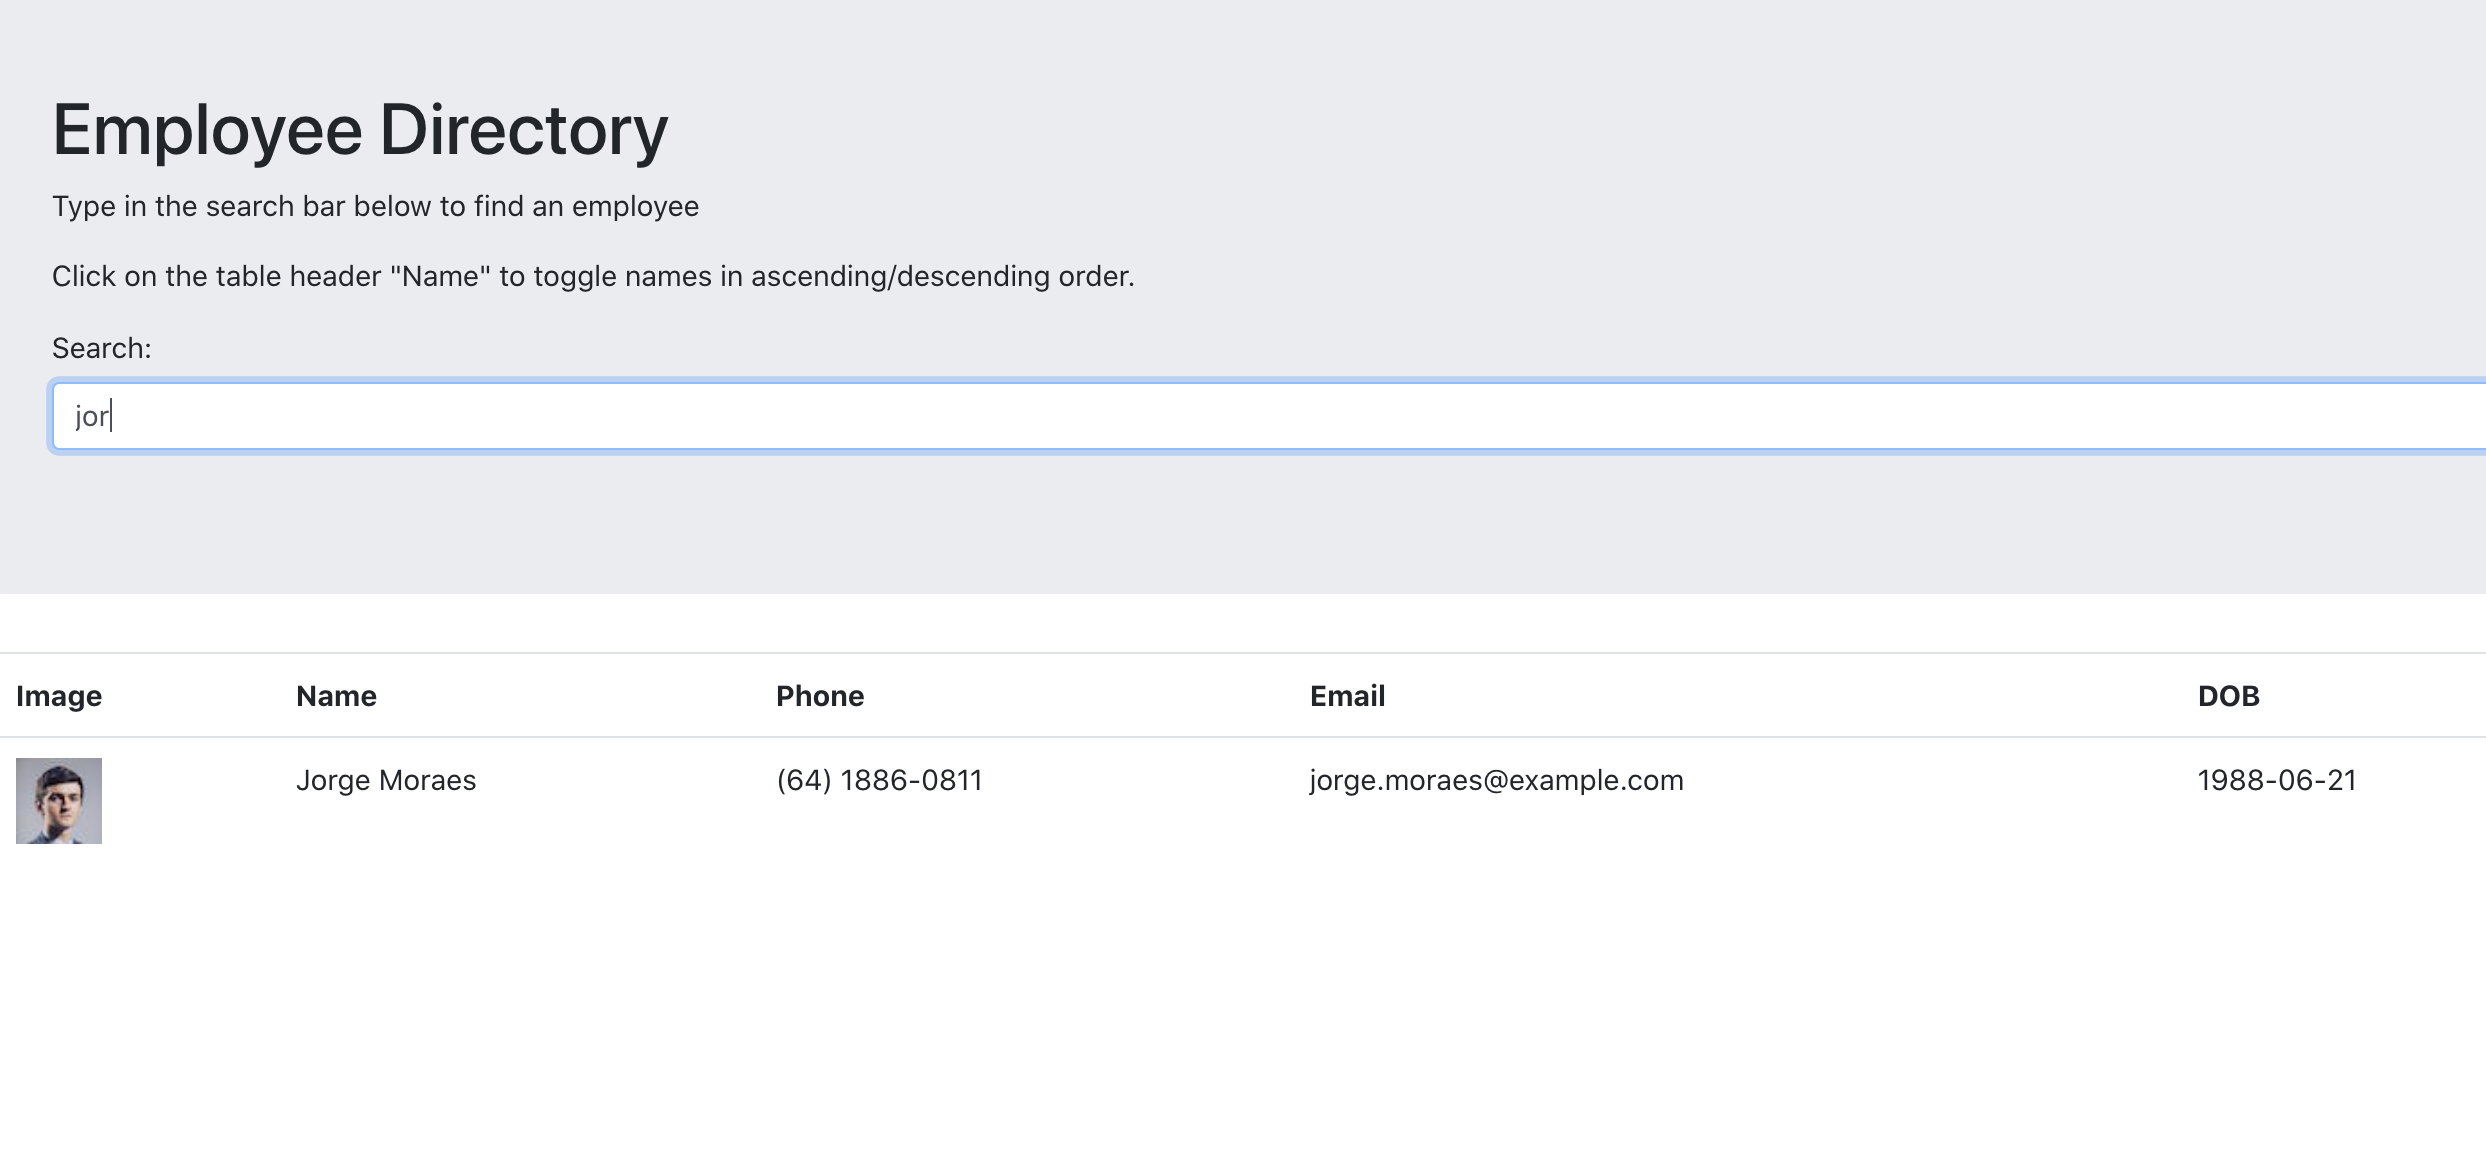 Employee Directory
Type in the search bar below to find an employee
Click on the table header "Name" to toggle names in ascending/descending order.
Search:
jor
Image Name Phone Email DOB
Jorge Moraes (64) 1886-0811 jorge.moraes@example.com 1988-06-21